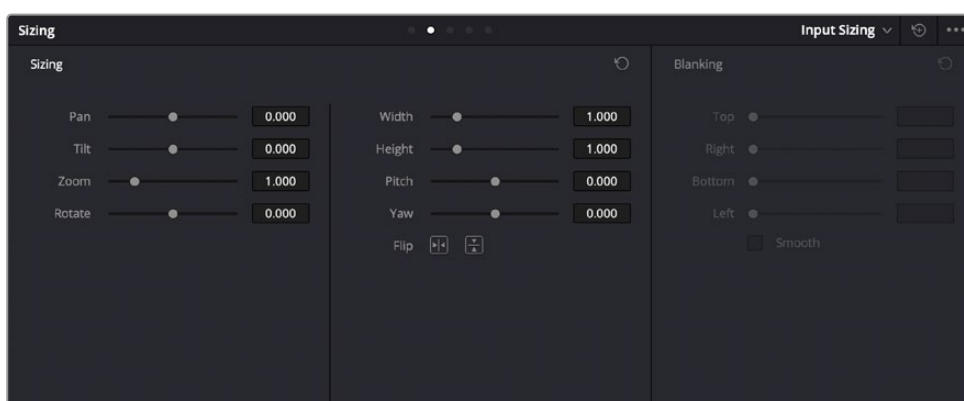 Sizing Input Sizing
Sizing Blanking
Pan 0.000 Width 1.000 Top
Tilt 0.000 Height 1.000 Right
Zoom 1.000 Pitch 0.000 Bottom
Rotate 0.000 Yaw 0.000 Left
Flip Smooth